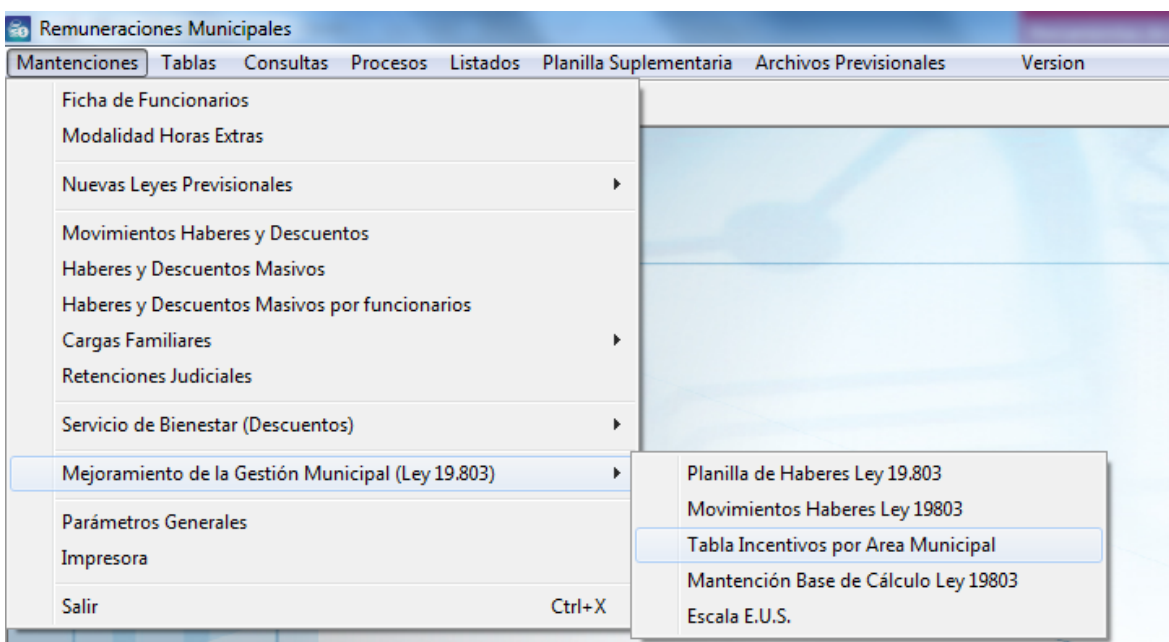 Remuneraciones Municipales
Mantenciones Tablas Consultas Procesos Listados Planilla Suplementaria Archivos Previsionales Version
Ficha de Funcionarios
Modalidad Horas Extras
Nuevas Leyes Previsionales
Movimientos Haberes y Descuentos
Haberes y Descuentos Masivos
Haberes y Descuentos Masivos por funcionarios
Cargas Familiares
Retenciones Judiciales
Servicio de Bienestar (Descuentos)
Mejoramiento de la Gestión Municipal (Ley 19.803)
Parámetros Generales
Impresora
Salir Ctrl+X
Planilla de Haberes Ley 19.803
Movimientos Haberes Ley 19803
Tabla Incentivos por Area Municipal
Mantención Base de Cálculo Ley 19803
Escala E.U.S.